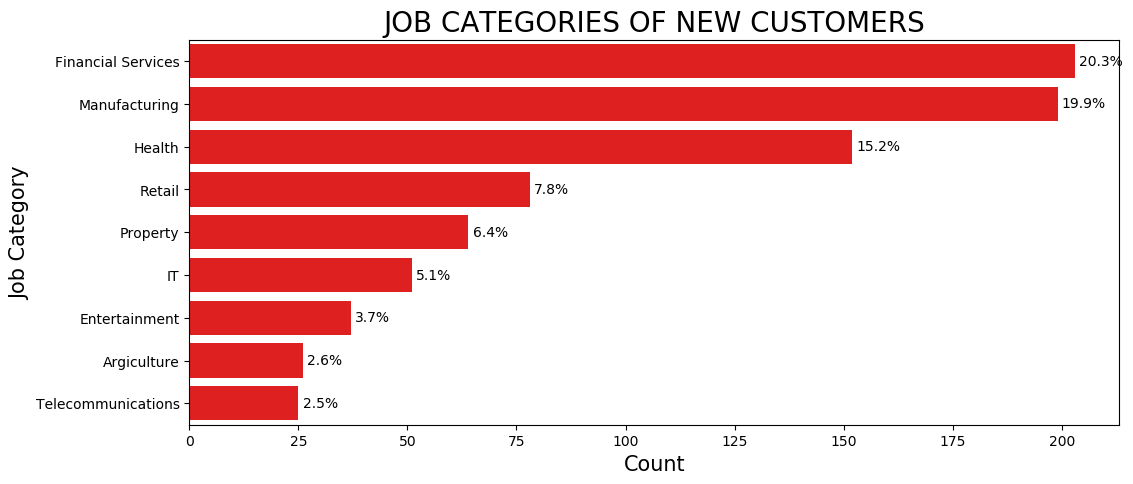 JOB CATEGORIES OF NEW CUSTOMERS
Financial Services 20.3%
Manufacturing 19.9%
Health 15.2%
Retail 7.8%
Property 6.4%
IT 5.1%
Entertainment 3.7%
Argiculture 2.6%
Telecommunications 2.5%
Job Category
0 25 50 75 100 125 150 175 200
Count